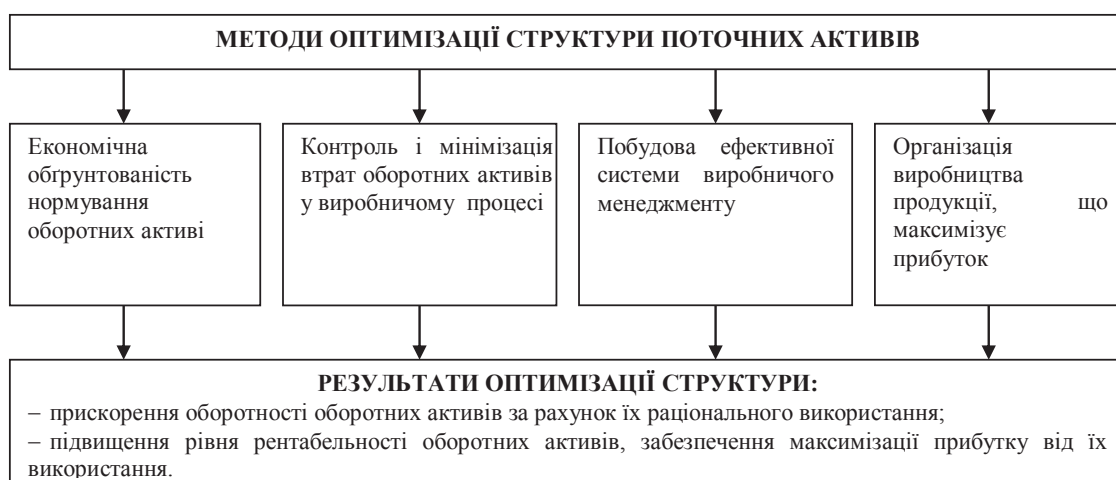 МЕТОДИ ОПТИМІЗАЦІЇ СТРУКТУРИ ПОТОЧНИХ АКТИВІВ
Економічна
обґрунтованість
нормування
оборотних активі
Контроль і мінімізація
втрат оборотних активів
у виробничому процесі
Побудова ефективної
системи виробничого
менеджменту
Організація
виробництва
продукції, що
максимізує
прибуток
РЕЗУЛЬТАТИ ОПТИМІЗАЦІЇ СТРУКТУРИ:
– прискорення оборотності оборотних активів за рахунок їх раціонального використання;
– підвищення рівня рентабельності оборотних активів, забезпечення максимізації прибутку від їх
використання.